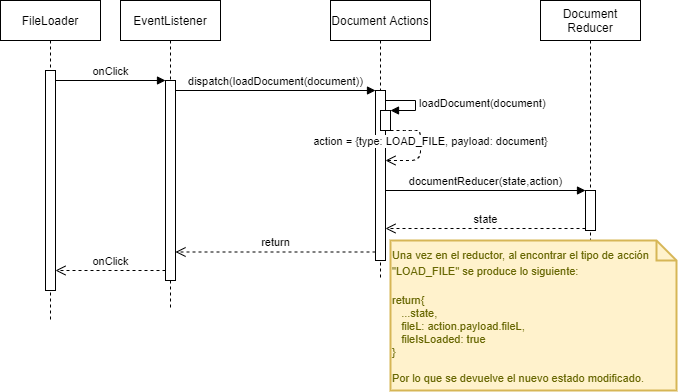 FileLoader
EventListener
Document Actions
Document
Reducer
onClick
dispatch(loadDocument(document))
loadDocument(document)
action = {type: LOAD_FILE, payload: document}
documentReducer(state,action)
state
return
onClick
Una vez en el reductor, al encontrar el tipo de acción
"LOAD_FILE" se produce lo siguiente:
return{
...state,
fileL: action.payload.fileL,
fileIsLoaded: true
}
Por lo que se devuelve el nuevo estado modificado.